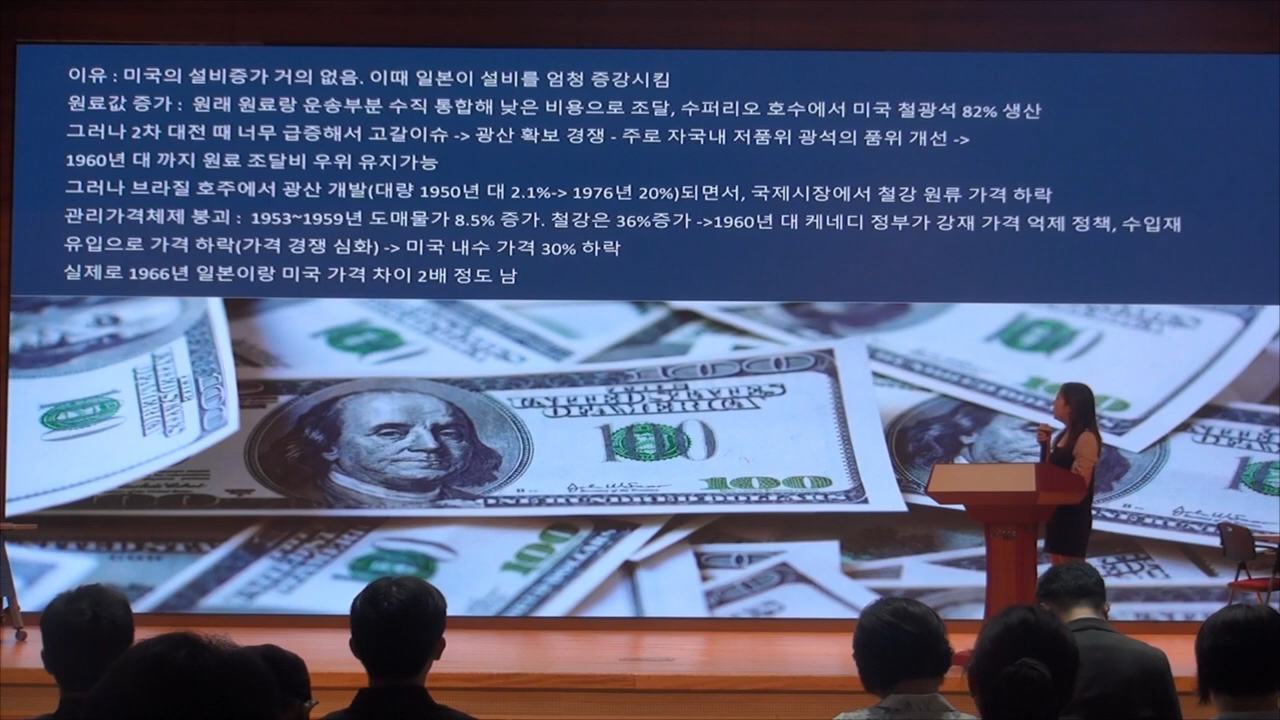 이유 : 미국의 설비증가 거의 없음. 이때 일본이 설비를 엄청 증강시킴
원료값 증가 : 원래 원료랑 운송부분 수직 통합해 낮은 비용으로 조달, 수퍼리오 호수에서 미국 철광석 82% 생산
그러나 2차 대전 때 너무 급증해서 고갈이슈 -> 광산 확보 경쟁 - 주로 자국내 저품위 광석의 품위 개선 ->
1960년 대 까지 원료 조달비 우위 유지가능
그러나 브라질 호주에서 광산 개발(대량 1950년 대 2.1%-> 1976년 20%)되면서, 국제시장에서 철강 원류 가격 하락
관리가격체제 붕괴 : 1953~1959년 도매물가 8.5% 증가. 철강은 36%증가 ->1960년 대 케네디 정부가 강재 가격 억제 정책, 수입재
유입으로 가격 하락(가격 경쟁 심화) -> 미국 내수 가격 30% 하락
실제로 1966년 일본이랑 미국 가격 차이 2배 정도 남
THE
UNITED STATES
OF AMERICA
100
100
100
100